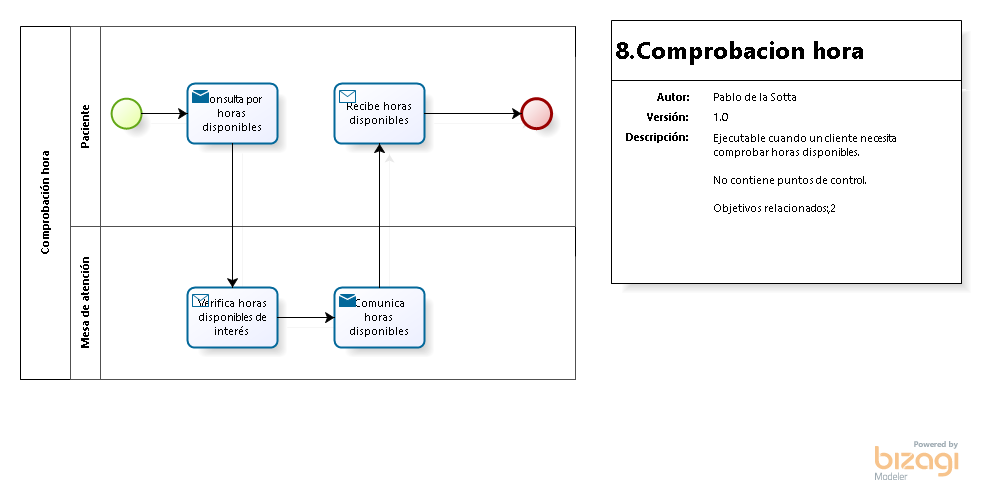 Comprobación hora
Paciente
Consulta por
horas
disponibles
Recibe horas
disponibles
Mesa de atención
Verifica horas
disponibles de
interés
Comunica
horas
disponibles
8.Comprobacion hora
Autor: Pablo de la Sotta
Versión: 1.0
Descripción: Ejecutable cuando un cliente necesita
comprobar horas disponibles.
No contiene puntos de control.
Objetivos relacionados;2
Powered by
bizagi
Modeler